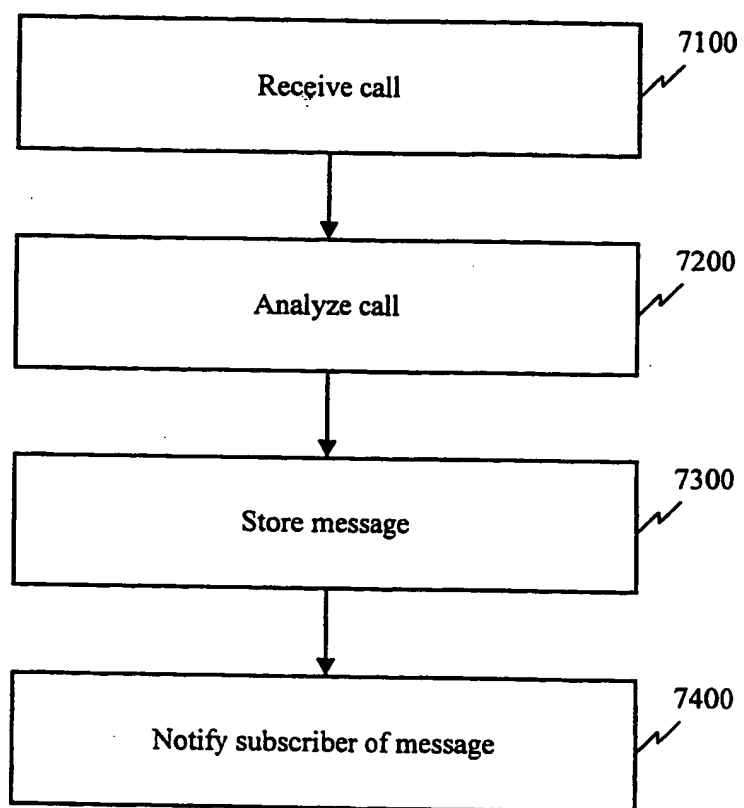 7100
Receive call
7200
Analyze call
7300
Store message
7400
Notify subscriber of message